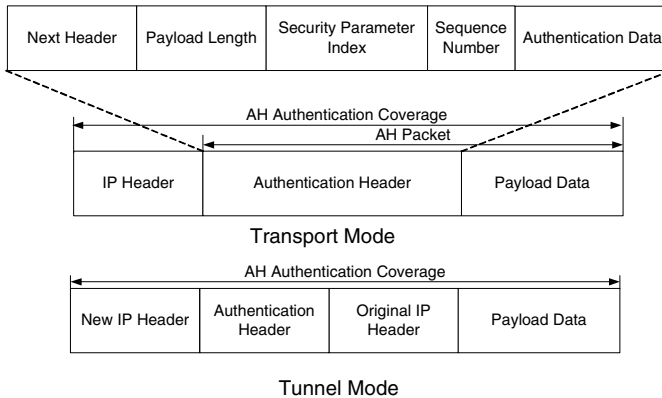 Next Header
Payload Length
Security Parameter
Index
Sequence
Number
Authentication Data
AH Authentication Coverage
AH Packet
IP Header
Authentication Header
Payload Data
Transport Mode
AH Authentication Coverage
New IP Header
Authentication
Header
Original IP
Header
Payload Data
Tunnel Mode